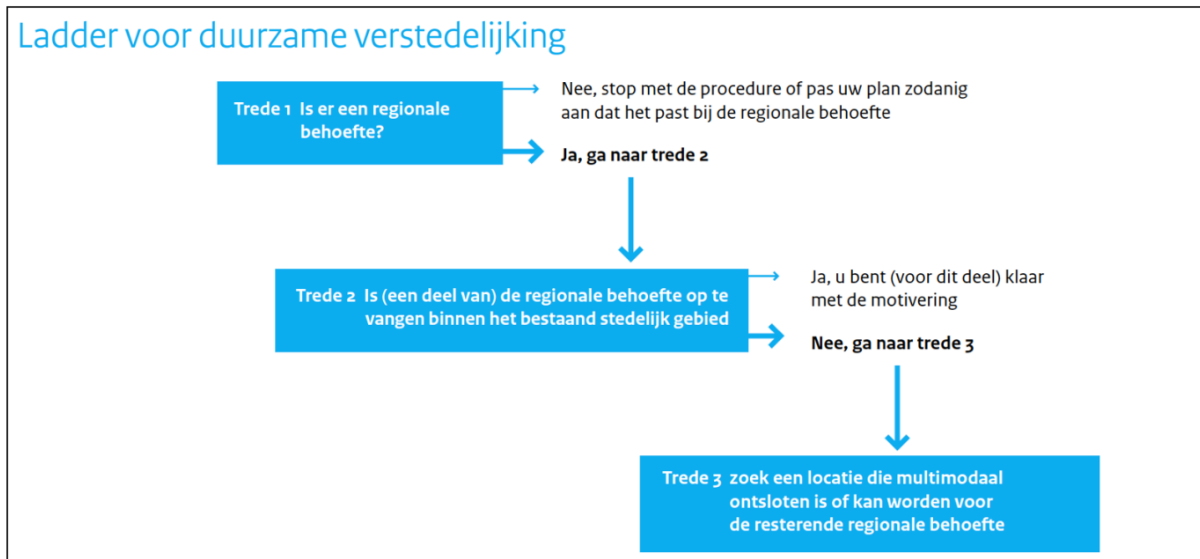 Ladder voor duurzame verstedelijking
Trede 1 Is er een regionale
behoefte?
Nee, stop met de procedure of pas uw plan zodanig
aan dat het past bij de regionale behoefte
Ja, ga naar trede 2
Trede 2 Is (een deel van) de regionale behoefte op te
vangen binnen het bestaand stedelijk gebied
Ja, u bent (voor dit deel) klaar
met de motivering
Nee, ga naar trede 3
Trede 3 zoek een locatie die multimodaal
ontsloten is of kan worden voor
de resterende regionale behoefte